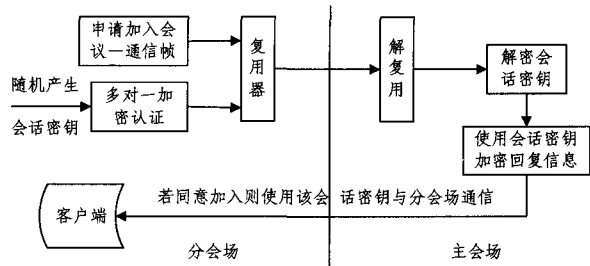 申请加入会
议一通信帧
随机产生
会话密钥
多对一加
密认证
复
用
器
解
复
用
解密会
话密钥
使用会话密钥
加密回复信息
若同意加入则使用该会 话密钥与分会场通信
客户端
分会场
主会场